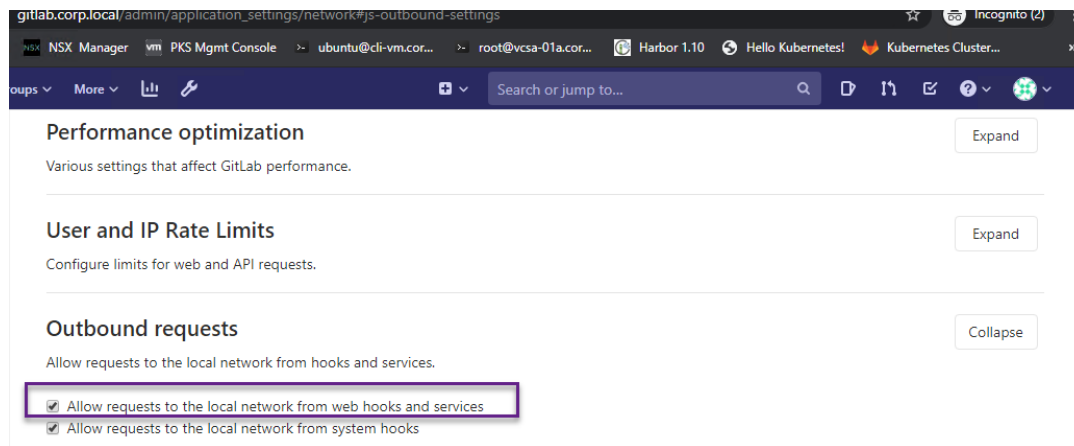 gitlab.corp.local/admin/application_settings/network#js-outbound-settings Incognito (2)
NSX NSX Manager vm PKS Mgmt Console ubuntu@cli-vm.cor... root@vcsa-01a.cor... Harbor 1.10 Hello Kubernetes! Kubernetes Cluster... »
oups More Search or jump to...
Performance optimization Expand
Various settings that affect GitLab performance.
User and IP Rate Limits Expand
Configure limits for web and API requests.
Outbound requests Collapse
Allow requests to the local network from hooks and services.
Allow requests to the local network from web hooks and services
Allow requests to the local network from system hooks